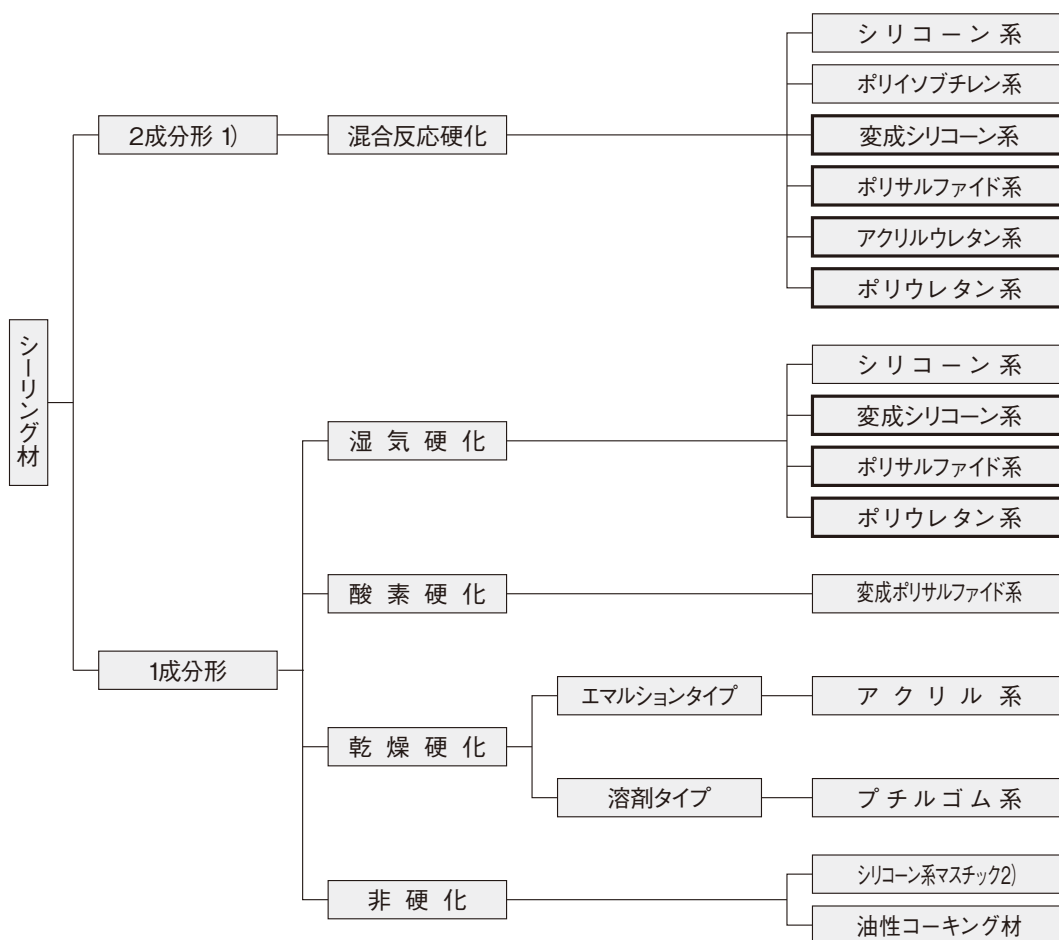 シーリング材
2成分形 1)
混合反応硬化
シリコーン系
ポリイソブチレン系
変成シリコーン系
ポリサルファイド系
アクリルウレタン系
ポリウレタン系
1成分形
湿気硬化
シリコーン系
変成シリコーン系
ポリサルファイド系
ポリウレタン系
酸素硬化
変成ポリサルファイド系
乾燥硬化
エマルションタイプ
アクリル系
溶剤タイプ
ブチルゴム系
非硬化
シリコーン系マスチック2)
油性コーキング材